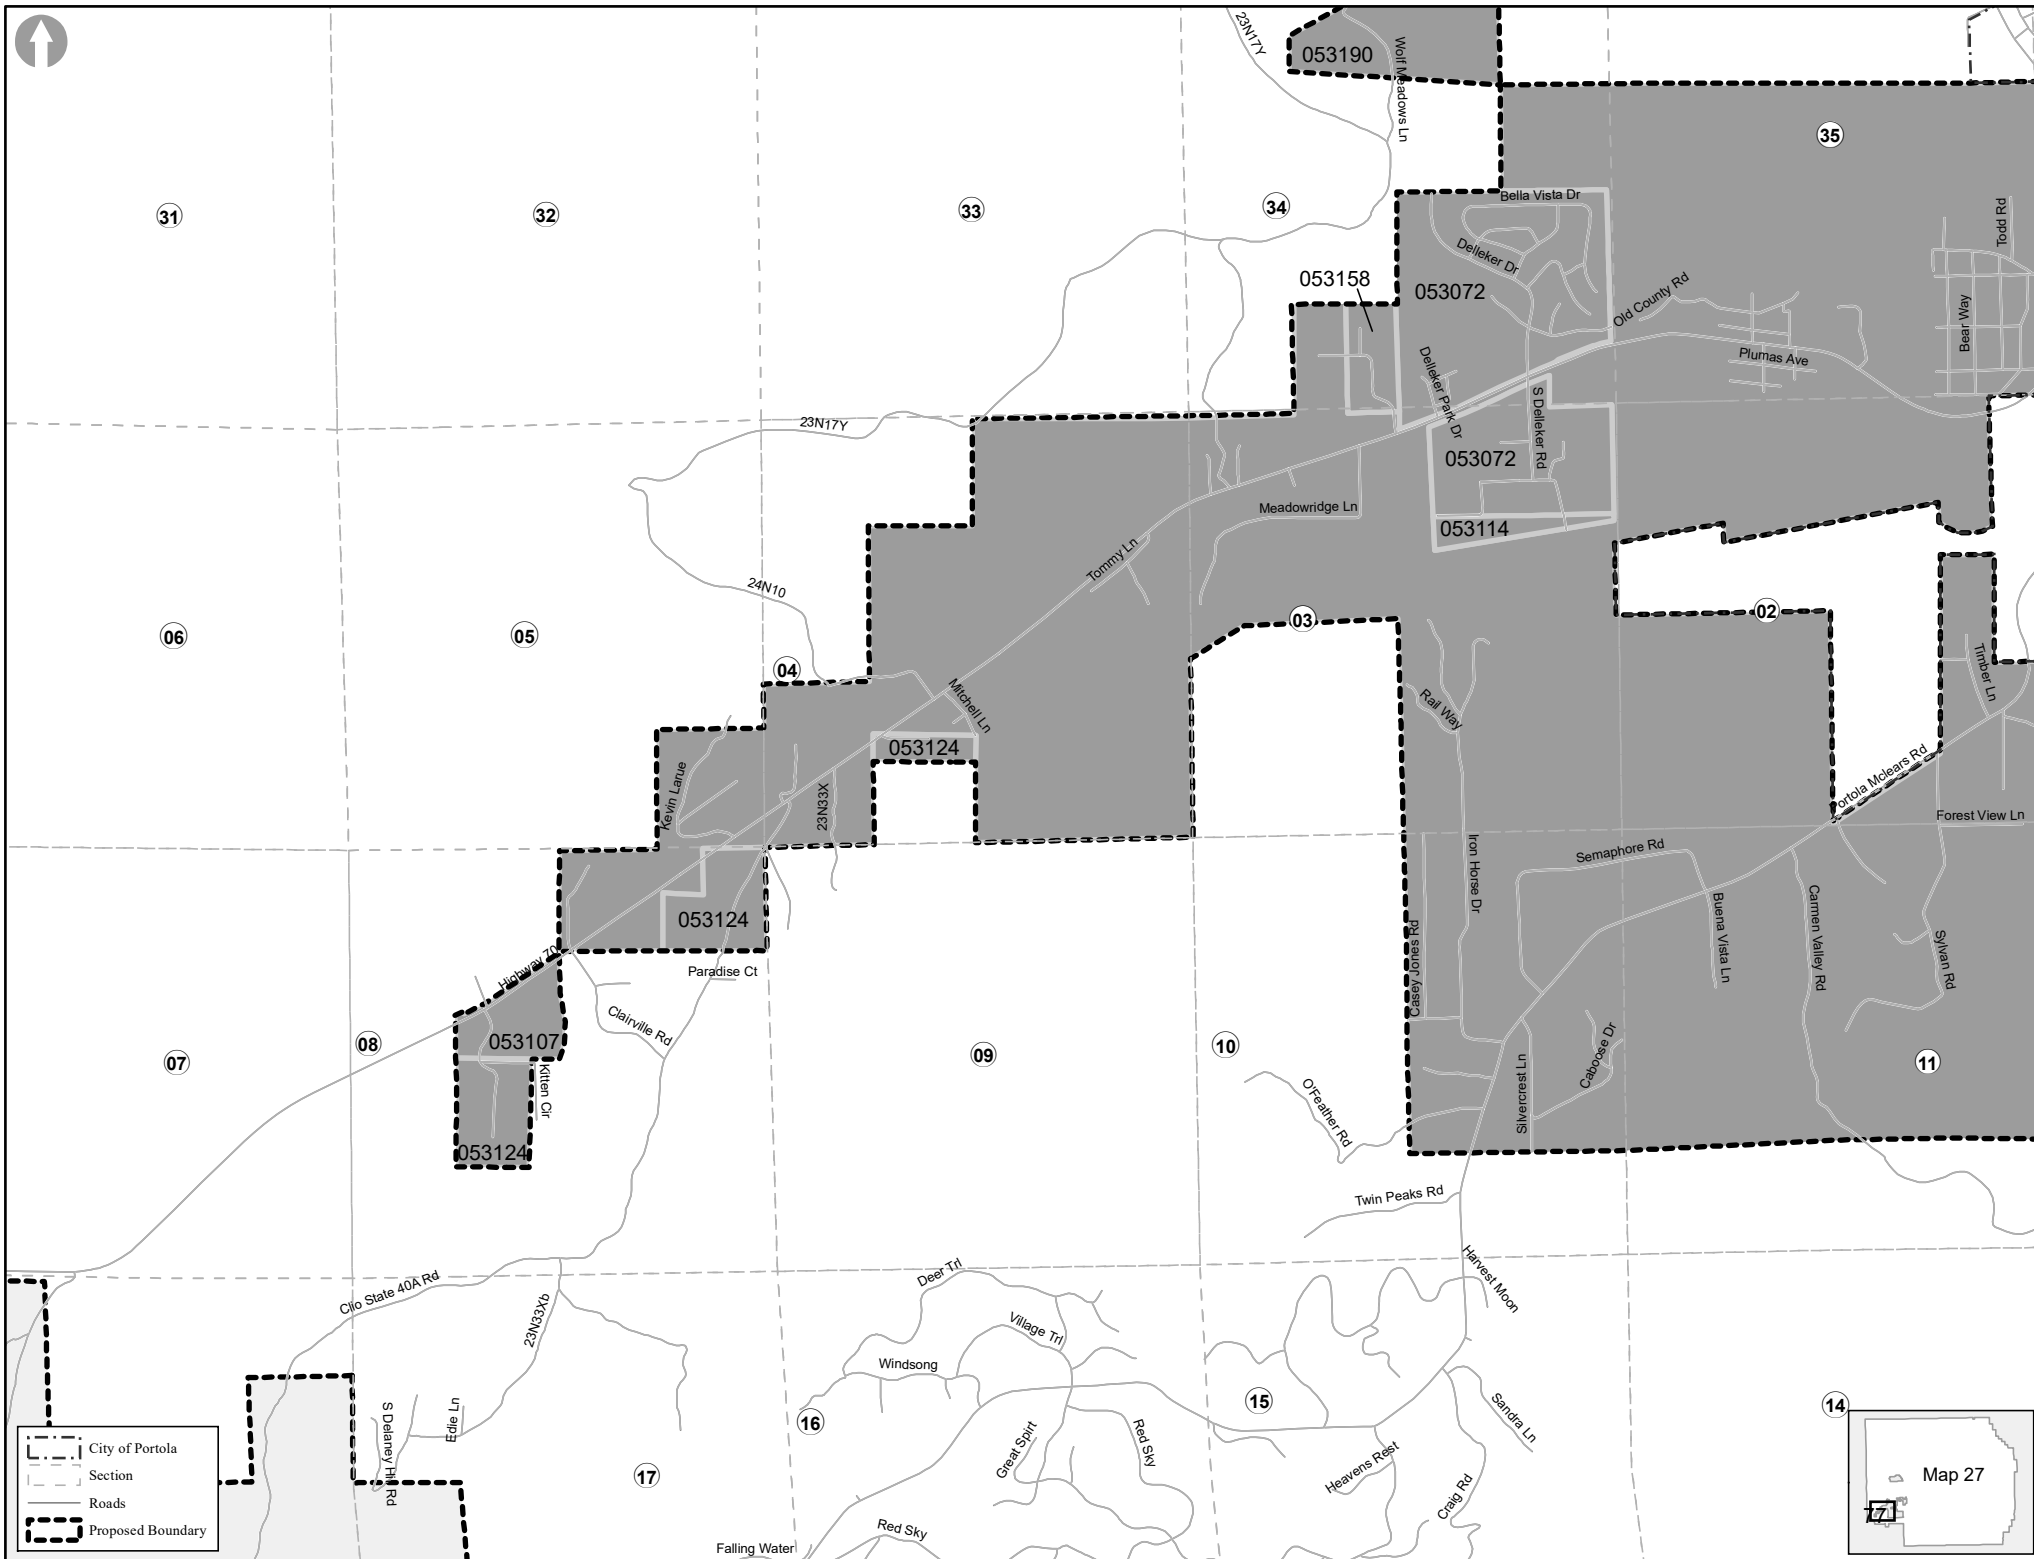 23N17Y
053190
Wolf Meadows Ln
35
31
32
33
34
Bella Vista Dr
Todd Rd
Delleker Dr
053158
053072
Old County Rd
Bear Way
Plumas Ave
Delleker Park Dr
S Delleker Rd
23N17Y
053072
Meadowridge Ln
053114
Tommy Ln
24N10
06
05
03
02
04
Timber Ln
Mitchell Ln
Rail Way
053124
Portola Mclears Rd
Kevin Larue
23N33X
Forest View Ln
Semaphore Rd
Iron Horse Dr
053124
Buena Vista Ln
Carmen Valley Rd
Sylvan Rd
Casey Jones Rd
Highway 70
Paradise Ct
Clairville Rd
053107
07
08
09
10
11
Kitten Cir
Caboose Dr
Silvercrest Ln
O'Feather Rd
053124
Twin Peaks Rd
Harvest Moon
Deer Trl
Clio State 40A Rd
23N33Xb
Village Trl
Windsong
S Delaney Hill Rd
Edie Ln
16
15
14
Sandra Ln
Great Spirt
Red Sky
Heavens Rest
Craig Rd
17
Red Sky
Falling Water
City of Portola
Section
Roads
Proposed Boundary
Map 27
77